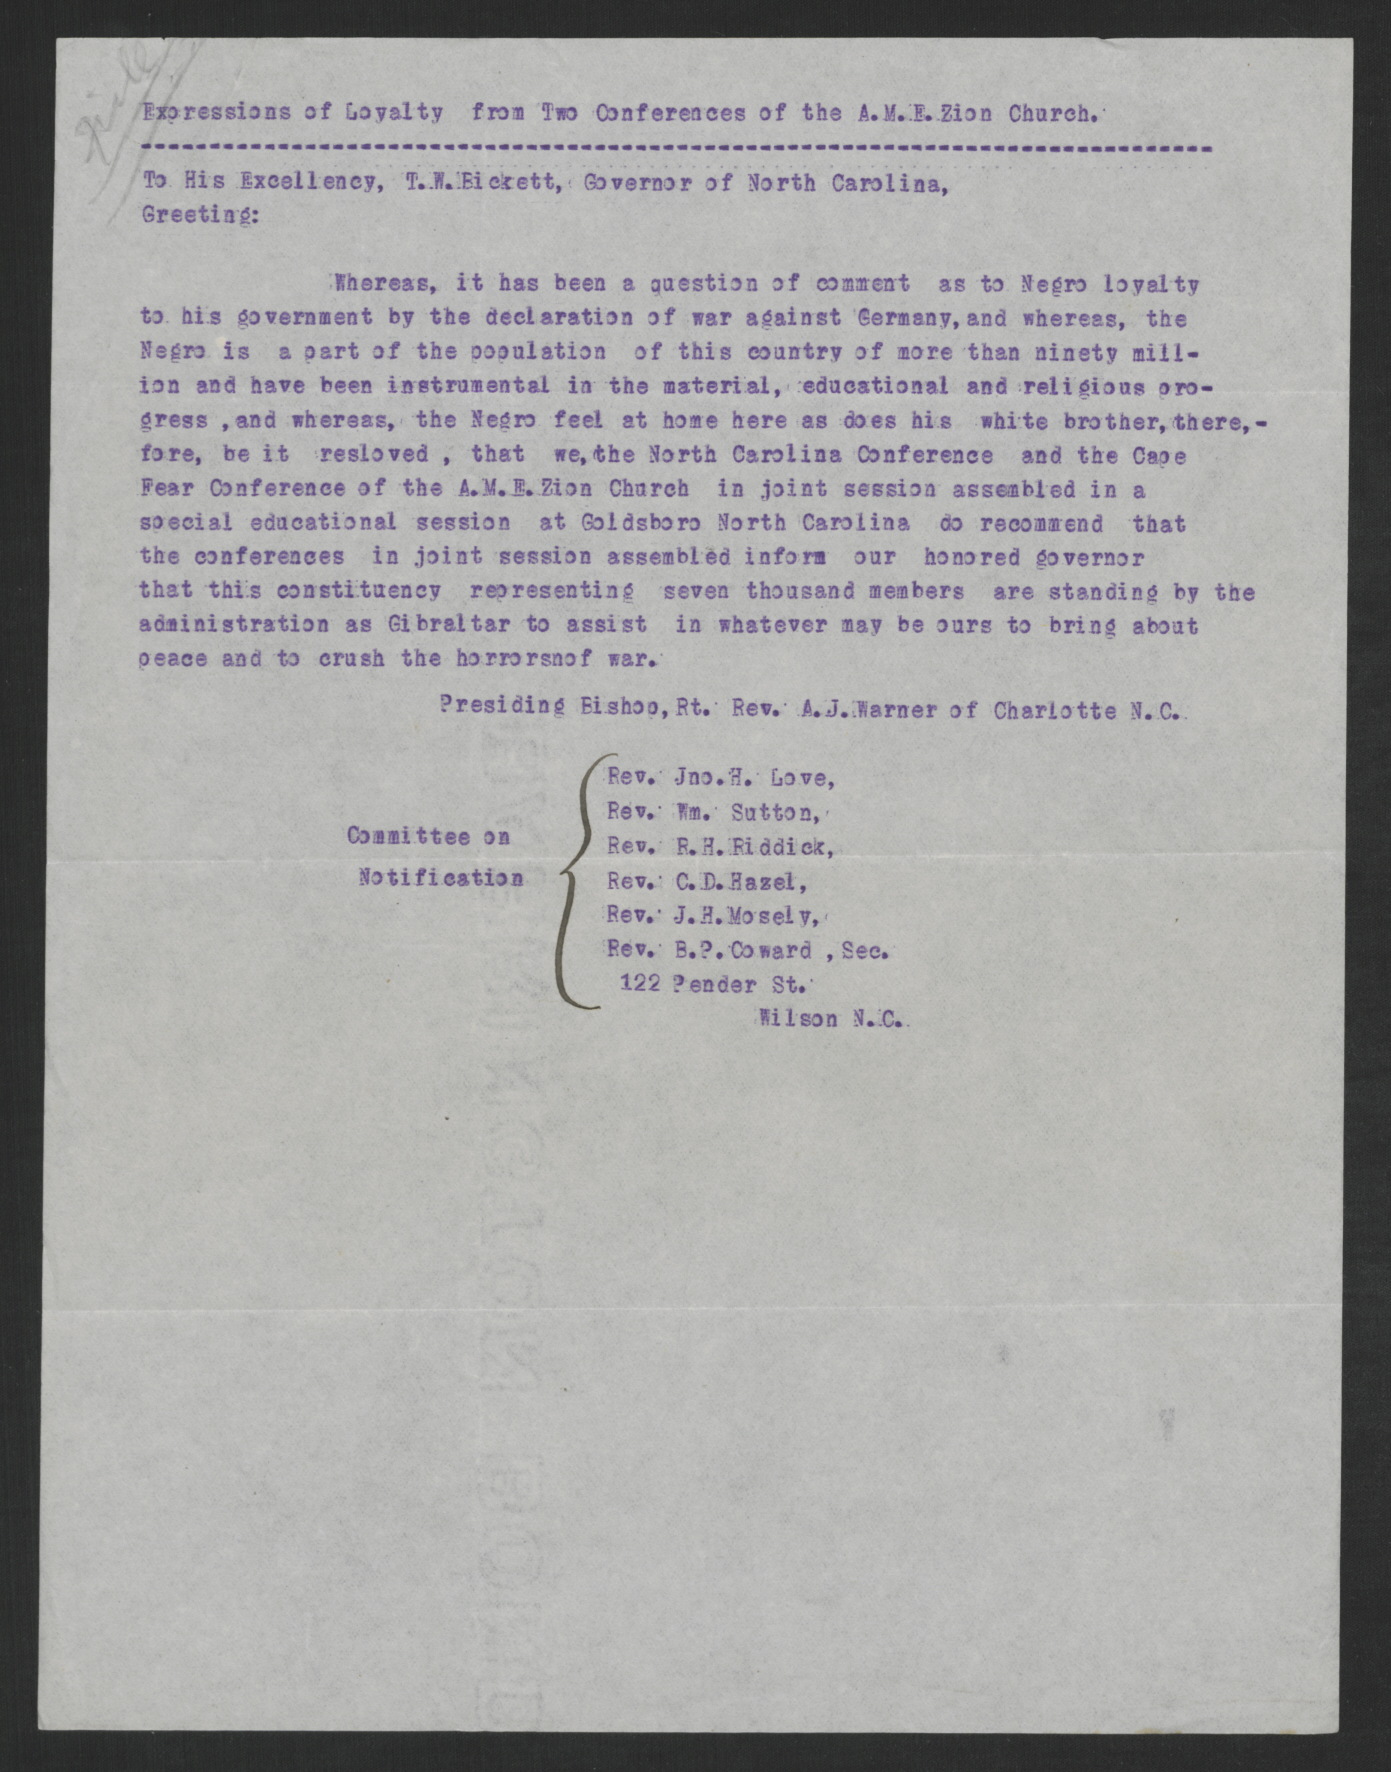 Expressions of Loyalty from Two Conferences of the A.M.E.Zion Church.
To His Excellency, T.W.Bickett, Governor of North Carolina,
Greeting:
Whereas, it has been a question of comment as to Negro loyalty
to his government by the declaration of war against Germany,and whereas, the
Negro is a part of the population of this country of more than ninety mill-
ion and have been instrumental in the material, educational and religious pro-
gress ,and whereas, the Negro feel at home here as does his white brother,there,-
fore, be it resloved , that we,the North Carolina Conference and the Cape
Fear Conference of the A.M.E.Zion Church in joint session assembled in a
special educational session at Goldsboro North Carolina do recommend that
the conferences in joint session assembled inform our honored governor
that this constituency representing seven thousand members are standing by the
administration as Gibraltar to assist in whatever may be ours to bring about
peace and to crush the horrorsnof war.
Presiding Bishop,Rt. Rev. A.J.Warner of Charlotte N.C.
Committee on
Notification
Rev. Jno.H. Love,
Rev. Wm. Sutton,
Rev. R.H.Riddick,
Rev. C.D.Hazel,
Rev. J.H.Mosely,
Rev. B.P.Coward ,Sec.
122 Pender St.
Wilson N.C.